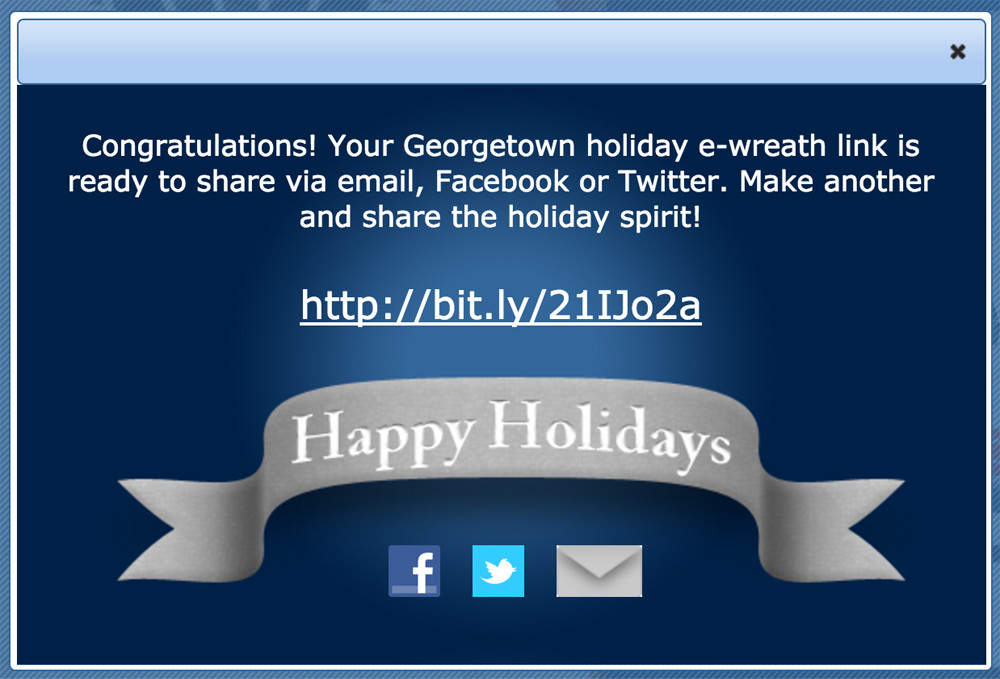 Congratulations! Your Georgetown holiday e-wreath link is
ready to share via email, Facebook or Twitter. Make another
and share the holiday spirit!
http://bit.ly/21IJo2a
Happy Holidays
f